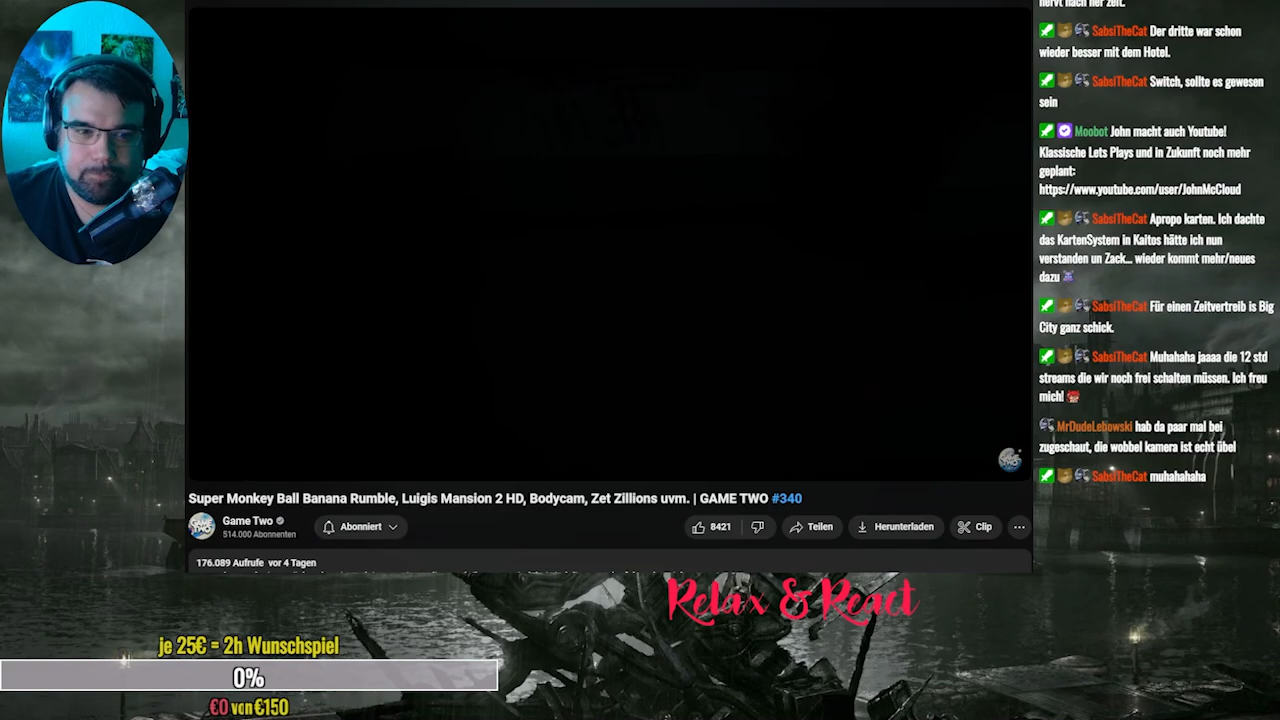 nervt nach ner zeit.
SabsiTheCat Der dritte war schon
wieder besser mit dem Hotel.
SabsiTheCat Switch, sollte es gewesen
sein
Moobot John macht auch Youtube!
Klassische Lets Plays und in Zukunft noch mehr
geplant:
https://www.youtube.com/user/JohnMcCloud
SabsiTheCat Apropo karten. Ich dachte
das KartenSystem in Kaitos hätte ich nun
verstanden un Zack... wieder kommt mehr/neues
dazu
SabsiTheCat Für einen Zeitvertreib is Big
City ganz schick.
SabsiTheCat Muhahaha jaaaa die 12 std
streams die wir noch frei schalten müssen. Ich freu
mich!
MrDudeLebowski hab da paar mal bei
zugeschaut, die wobbel kamera ist echt übel
SabsiTheCat muhahahaha
GAME TWO
Super Monkey Ball Banana Rumble, Luigis Mansion 2 HD, Bodycam, Zet Zillions uvm. | GAME TWO #340
GAME TWO
Game Two
514.000 Abonnenten
Abonniert
8421
Teilen
Herunterladen
Clip
176.089 Aufrufe vor 4 Tagen
Relax & React
je 25€ = 2h Wunschspiel
0%
€0 von €150